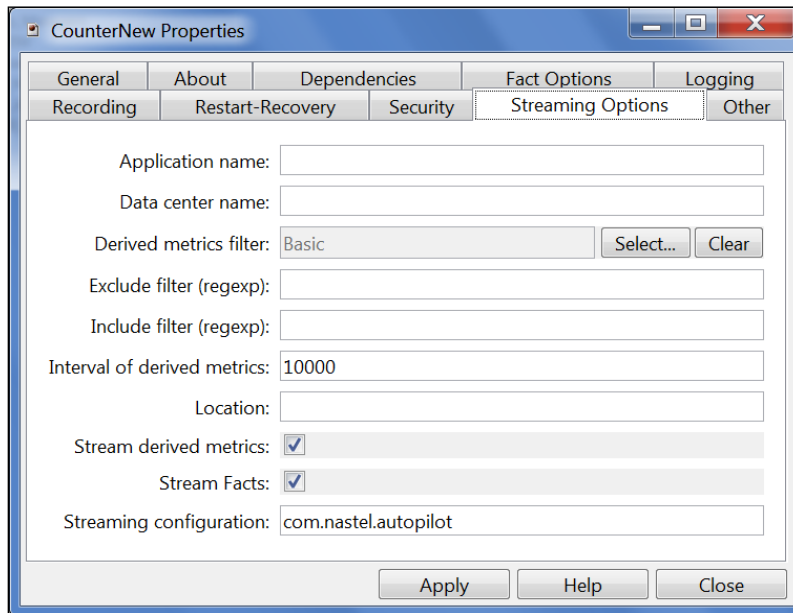 CounterNew Properties
General About Dependencies Fact Options Logging
Recording Restart-Recovery Security Streaming Options Other
Application name:
Data center name:
Derived metrics filter: Basic Select... Clear
Exclude filter (regexp):
Include filter (regexp):
Interval of derived metrics: 10000
Location:
Stream derived metrics:
Stream Facts:
Streaming configuration: com.nastel.autopilot
Apply Help Close